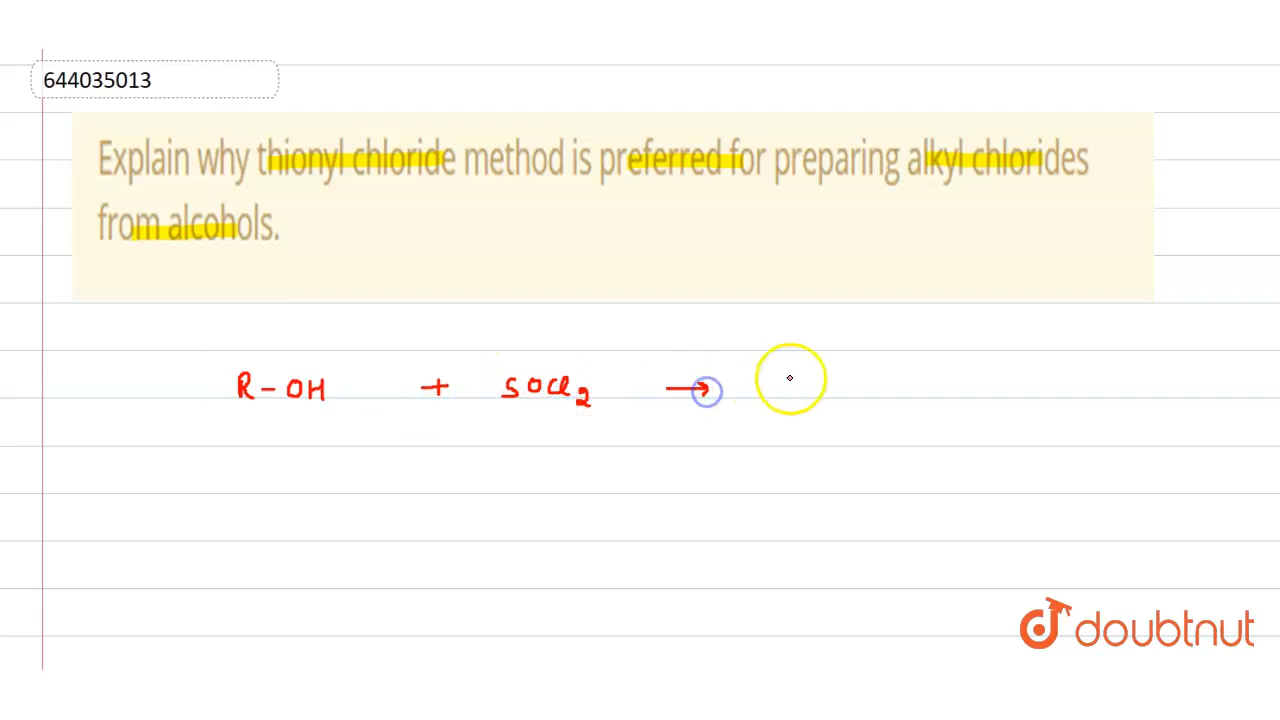 644035013
Explain why thionyl chloride method is preferred for preparing alkyl chlorides
from alcohols.
R-OH + SOCl2 →
doubtnut